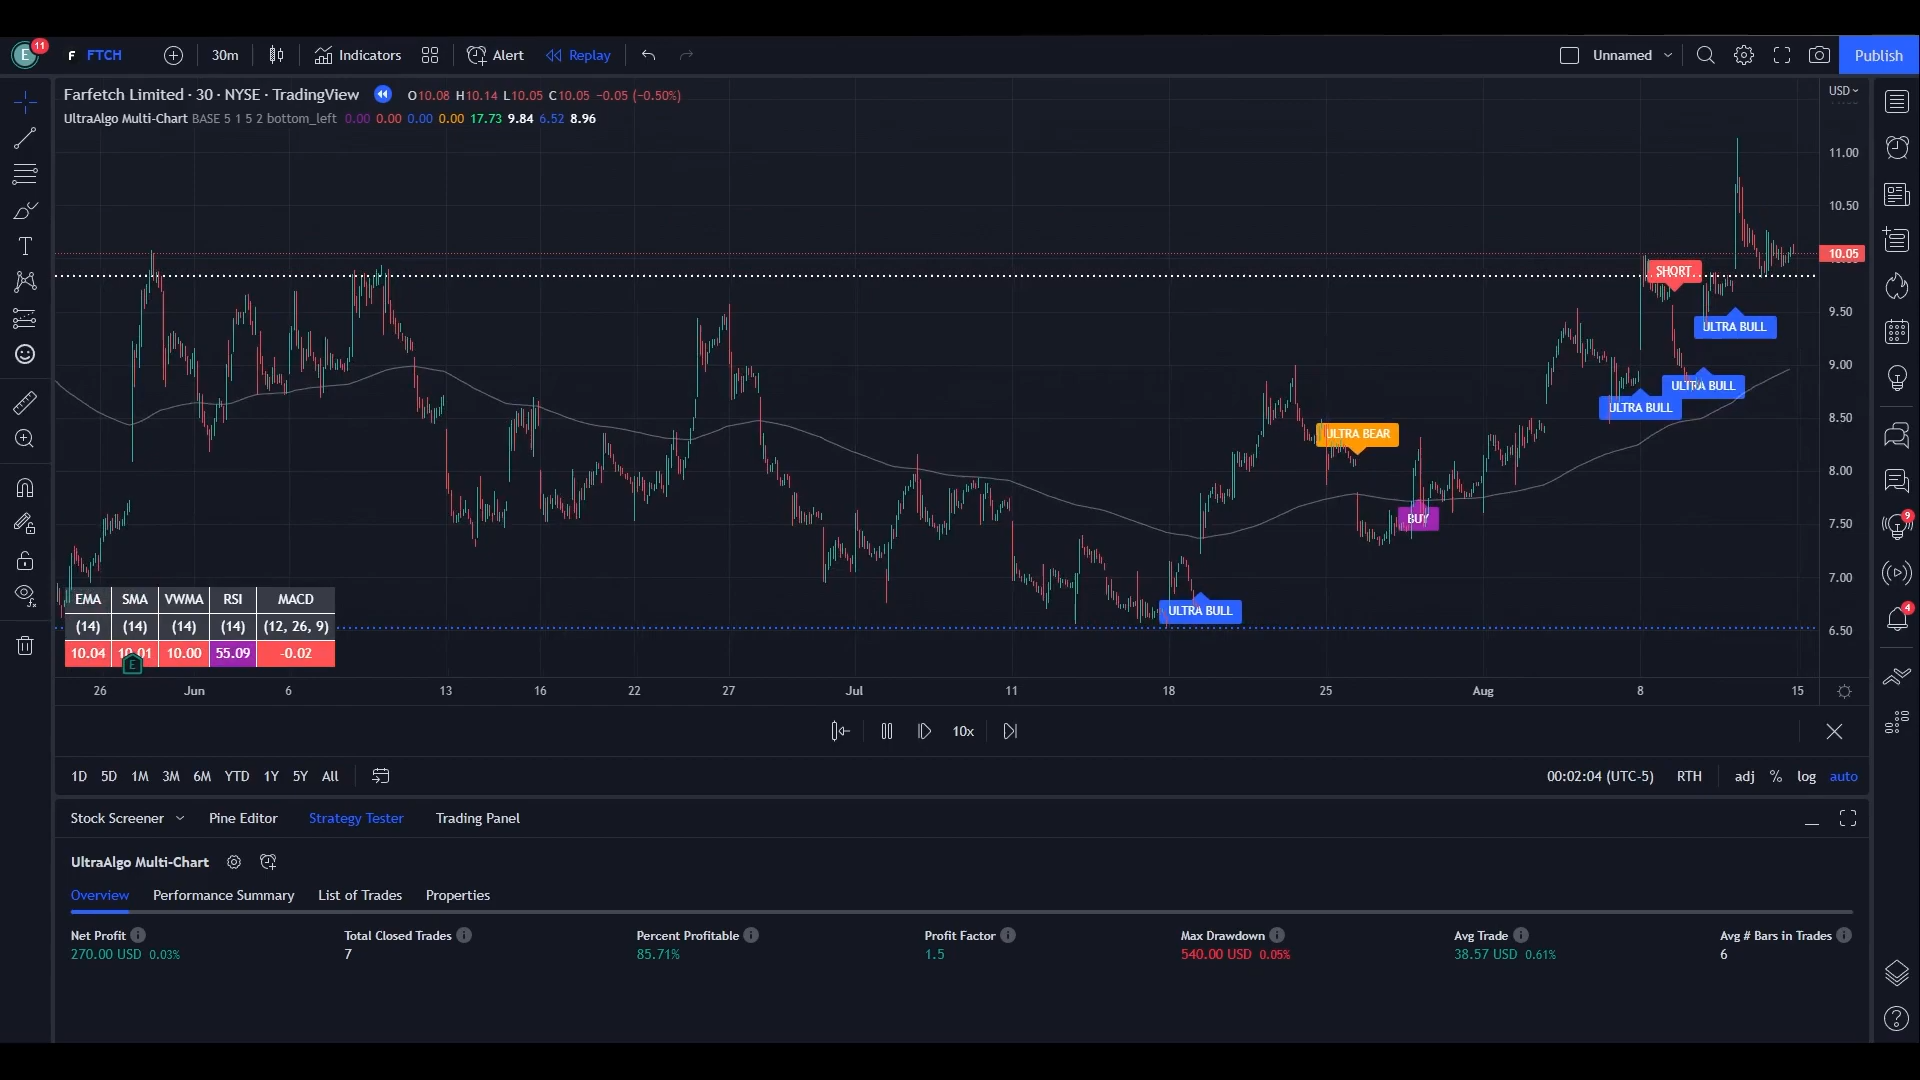 E 11 F FTCH 30m Indicators Alert Replay Unnamed Publish
Farfetch Limited · 30 · NYSE · TradingView O10.08 H10.14 L10.05 C10.05 −0.05 (−0.50%)
USD
UltraAlgo Multi-Chart BASE 5 1 5 2 bottom_left 0.00 0.00 0.00 0.00 17.73 9.84 6.52 8.96
11.00
10.50
10.05
SHORT
9.50
ULTRA BULL
9.00
ULTRA BULL
ULTRA BULL
8.50
ULTRA BEAR
8.00
7.50
BUY
9
7.00
EMA SMA VWMA RSI MACD
ULTRA BULL
4
(14) (14) (14) (14) (12, 26, 9)
6.50
10.04 10.01 10.00 55.09 -0.02
E
26 Jun 6 13 16 22 27 Jul 11 18 25 Aug 8 15
10x
1D 5D 1M 3M 6M YTD 1Y 5Y All 00:02:04 (UTC-5) RTH adj % log auto
Stock Screener Pine Editor Strategy Tester Trading Panel
UltraAlgo Multi-Chart
Overview Performance Summary List of Trades Properties
Net Profit Total Closed Trades Percent Profitable Profit Factor Max Drawdown Avg Trade Avg # Bars in Trades
270.00 USD 0.03% 7 85.71% 1.5 540.00 USD 0.05% 38.57 USD 0.61% 6